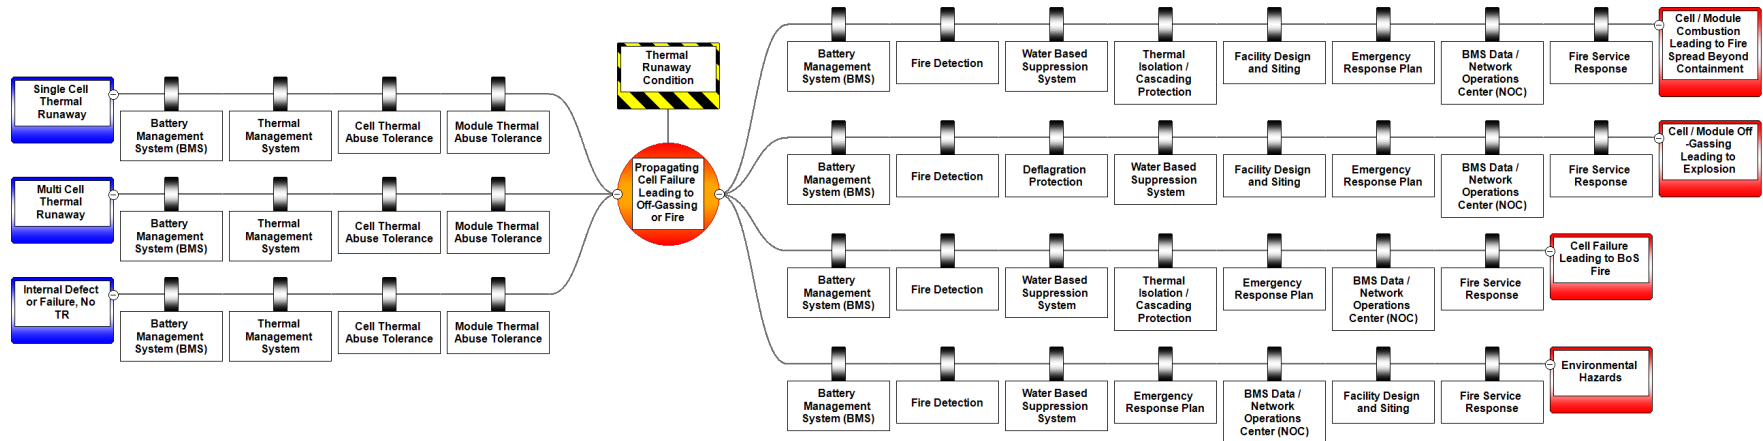 Single Cell
Thermal
Runaway
Battery
Management
System (BMS)
Thermal
Management
System
Cell Thermal
Abuse Tolerance
Module Thermal
Abuse Tolerance
Multi Cell
Thermal
Runaway
Battery
Management
System (BMS)
Thermal
Management
System
Cell Thermal
Abuse Tolerance
Module Thermal
Abuse Tolerance
Internal Defect
or Failure, No
TR
Battery
Management
System (BMS)
Thermal
Management
System
Cell Thermal
Abuse Tolerance
Module Thermal
Abuse Tolerance
Thermal
Runaway
Condition
Propagating
Cell Failure
Leading to
Off-Gassing
or Fire
Battery
Management
System (BMS)
Fire Detection
Water Based
Suppression
System
Thermal
Isolation /
Cascading
Protection
Facility Design
and Siting
Emergency
Response Plan
BMS Data /
Network
Operations
Center (NOC)
Fire Service
Response
Cell / Module
Combustion
Leading to Fire
Spread Beyond
Containment
Battery
Management
System (BMS)
Fire Detection
Deflagration
Protection
Water Based
Suppression
System
Facility Design
and Siting
Emergency
Response Plan
BMS Data /
Network
Operations
Center (NOC)
Fire Service
Response
Cell / Module Off
-Gassing
Leading to
Explosion
Battery
Management
System (BMS)
Fire Detection
Water Based
Suppression
System
Thermal
Isolation /
Cascading
Protection
Emergency
Response Plan
BMS Data /
Network
Operations
Center (NOC)
Fire Service
Response
Cell Failure
Leading to BoS
Fire
Battery
Management
System (BMS)
Fire Detection
Water Based
Suppression
System
Emergency
Response Plan
BMS Data /
Network
Operations
Center (NOC)
Facility Design
and Siting
Fire Service
Response
Environmental
Hazards